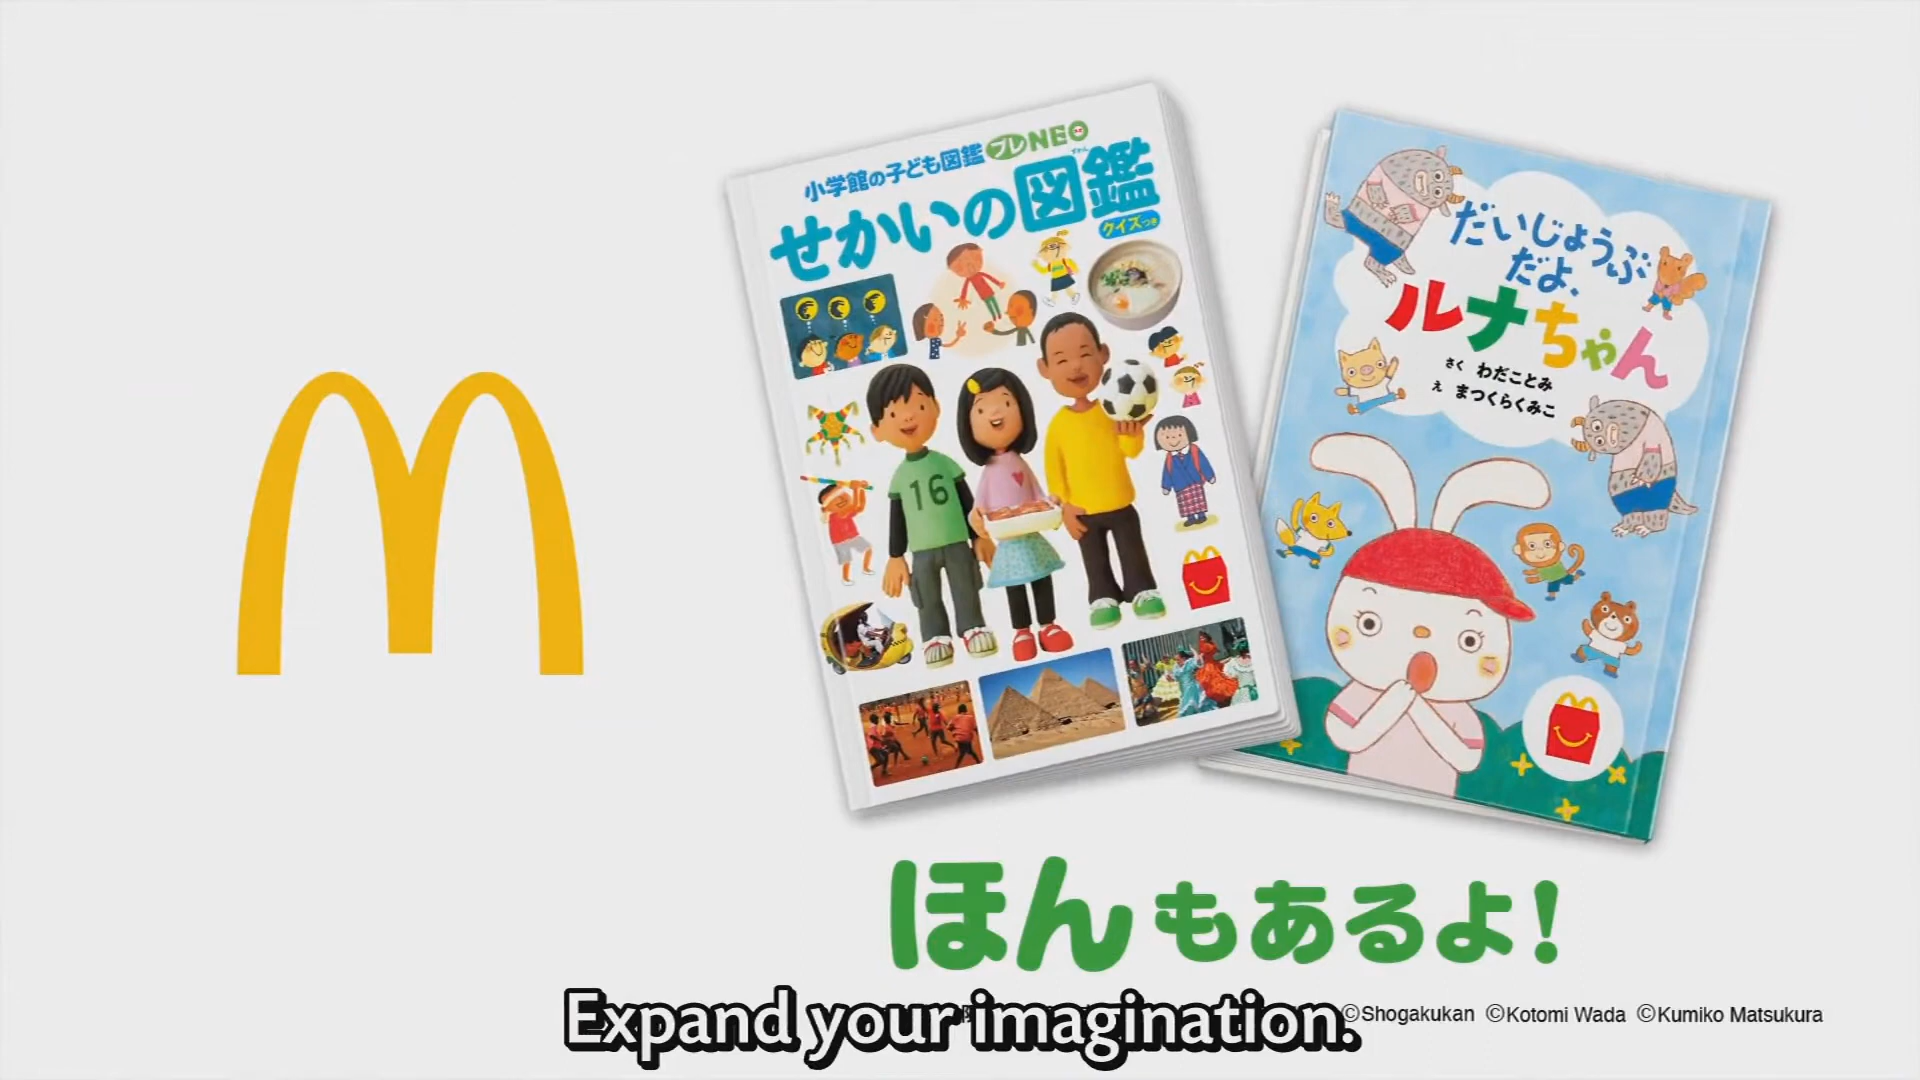 小学館の子ども図鑑 プレNEO
せかいの図鑑
ずかん
クイズつき
16
だいじょうぶ
だよ、
ルナちゃん
さく わだことみ
え まつくらくみこ
ほんもあるよ!
©Shogakukan ©Kotomi Wada ©Kumiko Matsukura
Expand your imagination.